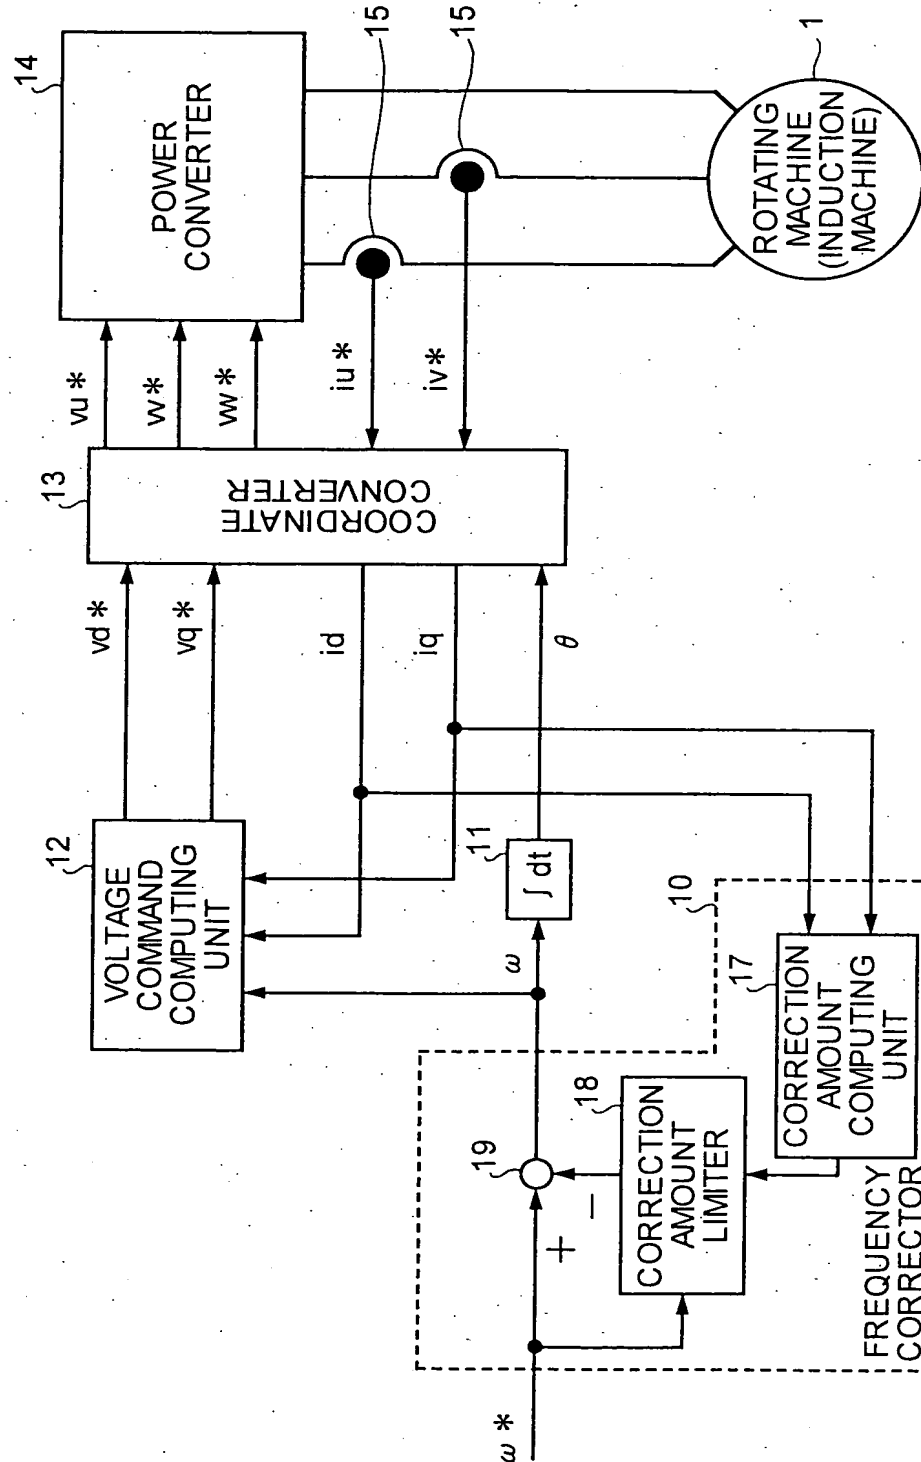 14
POWER
CONVERTER
15
15
1
ROTATING
MACHINE
(INDUCTION
MACHINE)
vu*
vv*
vw*
iu*
iv*
13
COORDINATE
CONVERTER
vd*
vq*
id
iq
θ
12
VOLTAGE
COMMAND
COMPUTING
UNIT
11
∫ dt
ω
10
17
CORRECTION
AMOUNT
COMPUTING
UNIT
18
CORRECTION
AMOUNT
LIMITER
19
+
−
FREQUENCY
CORRECTOR
ω*